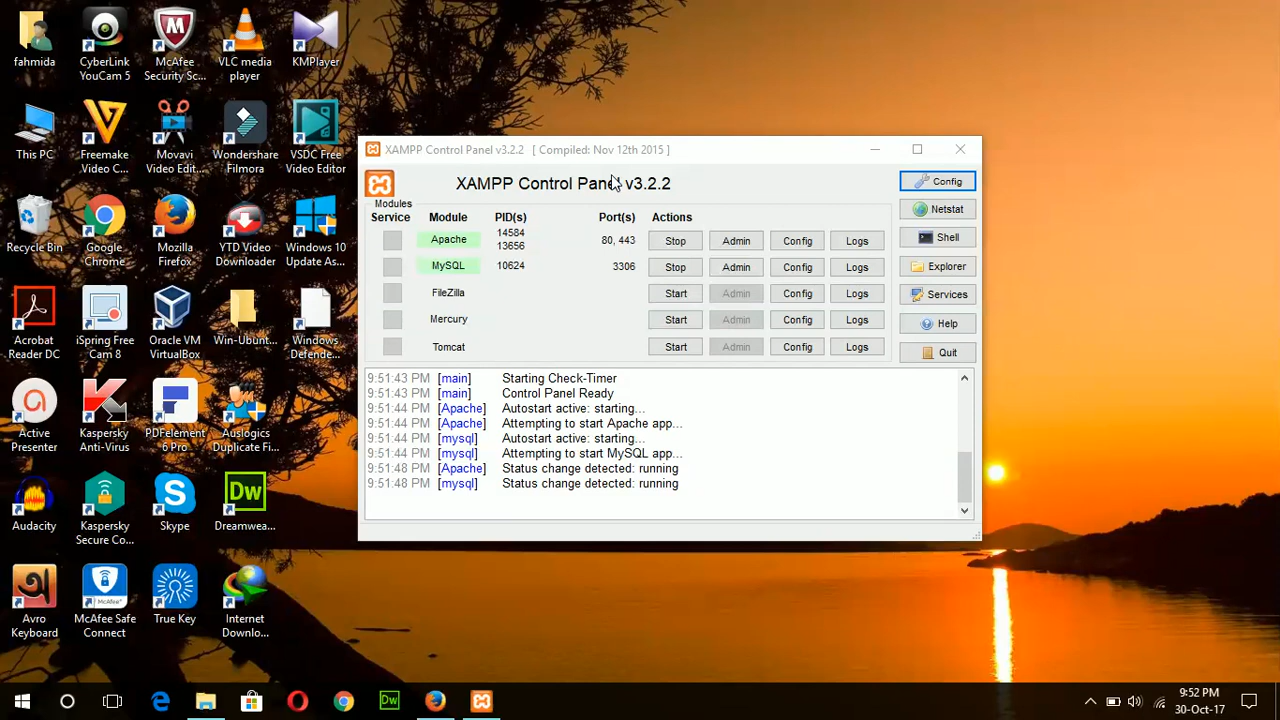 fahmida
CyberLink
YouCam 5
McAfee
Security Sc...
VLC media
player
KMPlayer
This PC
Freemake
Video C...
Movavi
Video Edit...
Wondershare
Filmora
VSDC Free
Video Editor
Recycle Bin
Google
Chrome
Mozilla
Firefox
YTD Video
Downloader
Windows 10
Update As...
Acrobat
Reader DC
iSpring Free
Cam 8
Oracle VM
VirtualBox
Win-Ubunt...
Windows
Defende...
Active
Presenter
Kaspersky
Anti-Virus
PDFelement
6 Pro
Auslogics
Duplicate Fi...
Audacity
Kaspersky
Secure Co...
Skype
Dw
Dreamwea...
অ
Avro
Keyboard
McAfee
McAfee Safe
Connect
True Key
Internet
Downlo...
XAMPP Control Panel v3.2.2 [ Compiled: Nov 12th 2015 ]
XAMPP Control Panel v3.2.2
Config
Modules
Service Module PID(s) Port(s) Actions
Netstat
Apache 14584 13656 80, 443 Stop Admin Config Logs
Shell
MySQL 10624 3306 Stop Admin Config Logs
Explorer
FileZilla Start Admin Config Logs
Services
Mercury Start Admin Config Logs
Help
Tomcat Start Admin Config Logs
Quit
9:51:43 PM [main] Starting Check-Timer
9:51:43 PM [main] Control Panel Ready
9:51:44 PM [Apache] Autostart active: starting...
9:51:44 PM [Apache] Attempting to start Apache app...
9:51:44 PM [mysql] Autostart active: starting...
9:51:44 PM [mysql] Attempting to start MySQL app...
9:51:48 PM [Apache] Status change detected: running
9:51:48 PM [mysql] Status change detected: running
Dw
9:52 PM
30-Oct-17